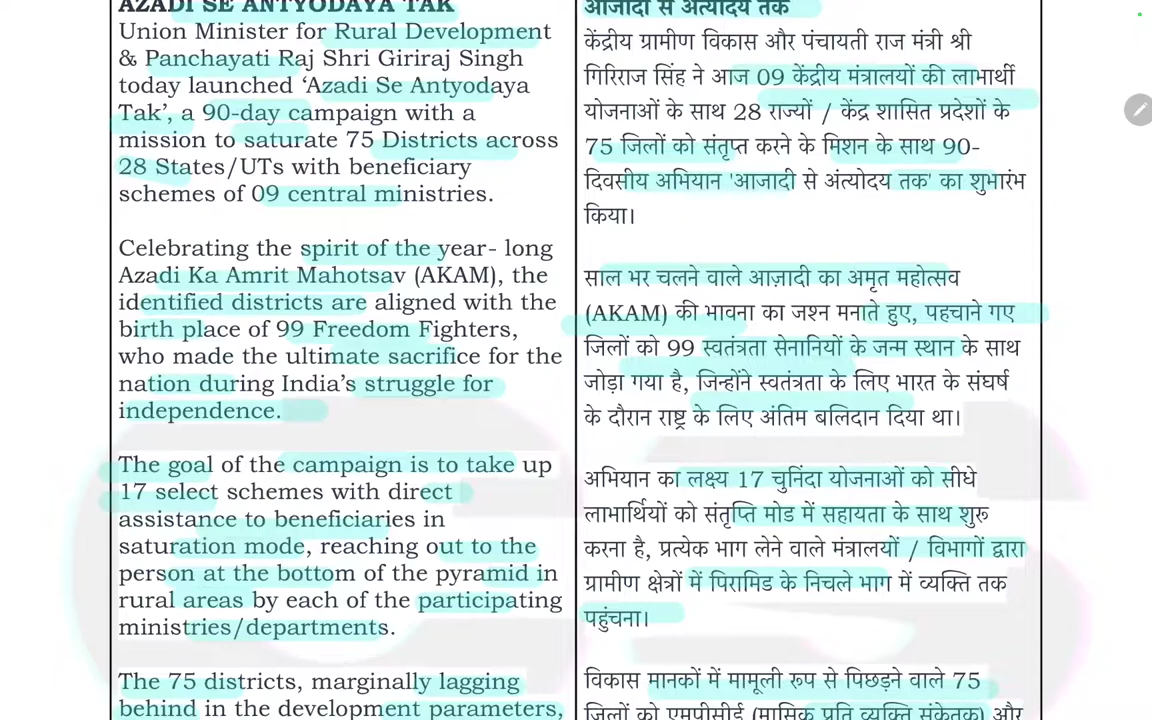 AZADI SE ANTYODAYA TAK
Union Minister for Rural Development
& Panchayati Raj Shri Giriraj Singh
today launched ‘Azadi Se Antyodaya
Tak’, a 90-day campaign with a
mission to saturate 75 Districts across
28 States/UTs with beneficiary
schemes of 09 central ministries.
Celebrating the spirit of the year- long
Azadi Ka Amrit Mahotsav (AKAM), the
identified districts are aligned with the
birth place of 99 Freedom Fighters,
who made the ultimate sacrifice for the
nation during India’s struggle for
independence.
The goal of the campaign is to take up
17 select schemes with direct
assistance to beneficiaries in
saturation mode, reaching out to the
person at the bottom of the pyramid in
rural areas by each of the participating
ministries/departments.
The 75 districts, marginally lagging
behind in the development parameters,
आजादी से अंत्योदय तक
केंद्रीय ग्रामीण विकास और पंचायती राज मंत्री श्री
गिरिराज सिंह ने आज 09 केंद्रीय मंत्रालयों की लाभार्थी
योजनाओं के साथ 28 राज्यों / केंद्र शासित प्रदेशों के
75 जिलों को संतृप्त करने के मिशन के साथ 90-
दिवसीय अभियान 'आजादी से अंत्योदय तक' का शुभारंभ
किया।
साल भर चलने वाले आज़ादी का अमृत महोत्सव
(AKAM) की भावना का जश्न मनाते हुए, पहचाने गए
जिलों को 99 स्वतंत्रता सेनानियों के जन्म स्थान के साथ
जोड़ा गया है, जिन्होंने स्वतंत्रता के लिए भारत के संघर्ष
के दौरान राष्ट्र के लिए अंतिम बलिदान दिया था।
अभियान का लक्ष्य 17 चुनिंदा योजनाओं को सीधे
लाभार्थियों को संतृप्ति मोड में सहायता के साथ शुरू
करना है, प्रत्येक भाग लेने वाले मंत्रालयों / विभागों द्वारा
ग्रामीण क्षेत्रों में पिरामिड के निचले भाग में व्यक्ति तक
पहुंचना।
विकास मानकों में मामूली रूप से पिछड़ने वाले 75
जिलों को एमपीसीई (मासिक प्रति व्यक्ति संकेतक) और